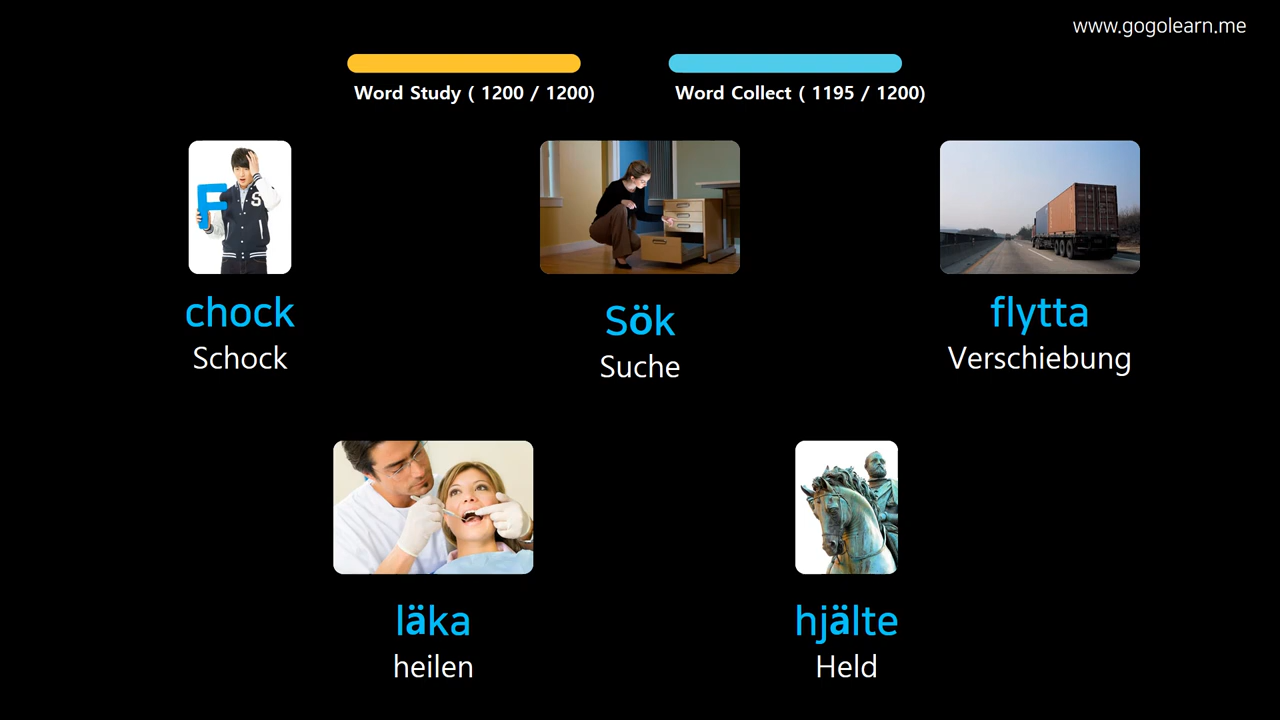 www.gogolearn.me
Word Study ( 1200 / 1200)
Word Collect ( 1195 / 1200)
F
S
chock
Schock
Sök
Suche
flytta
Verschiebung
läka
heilen
hjälte
Held